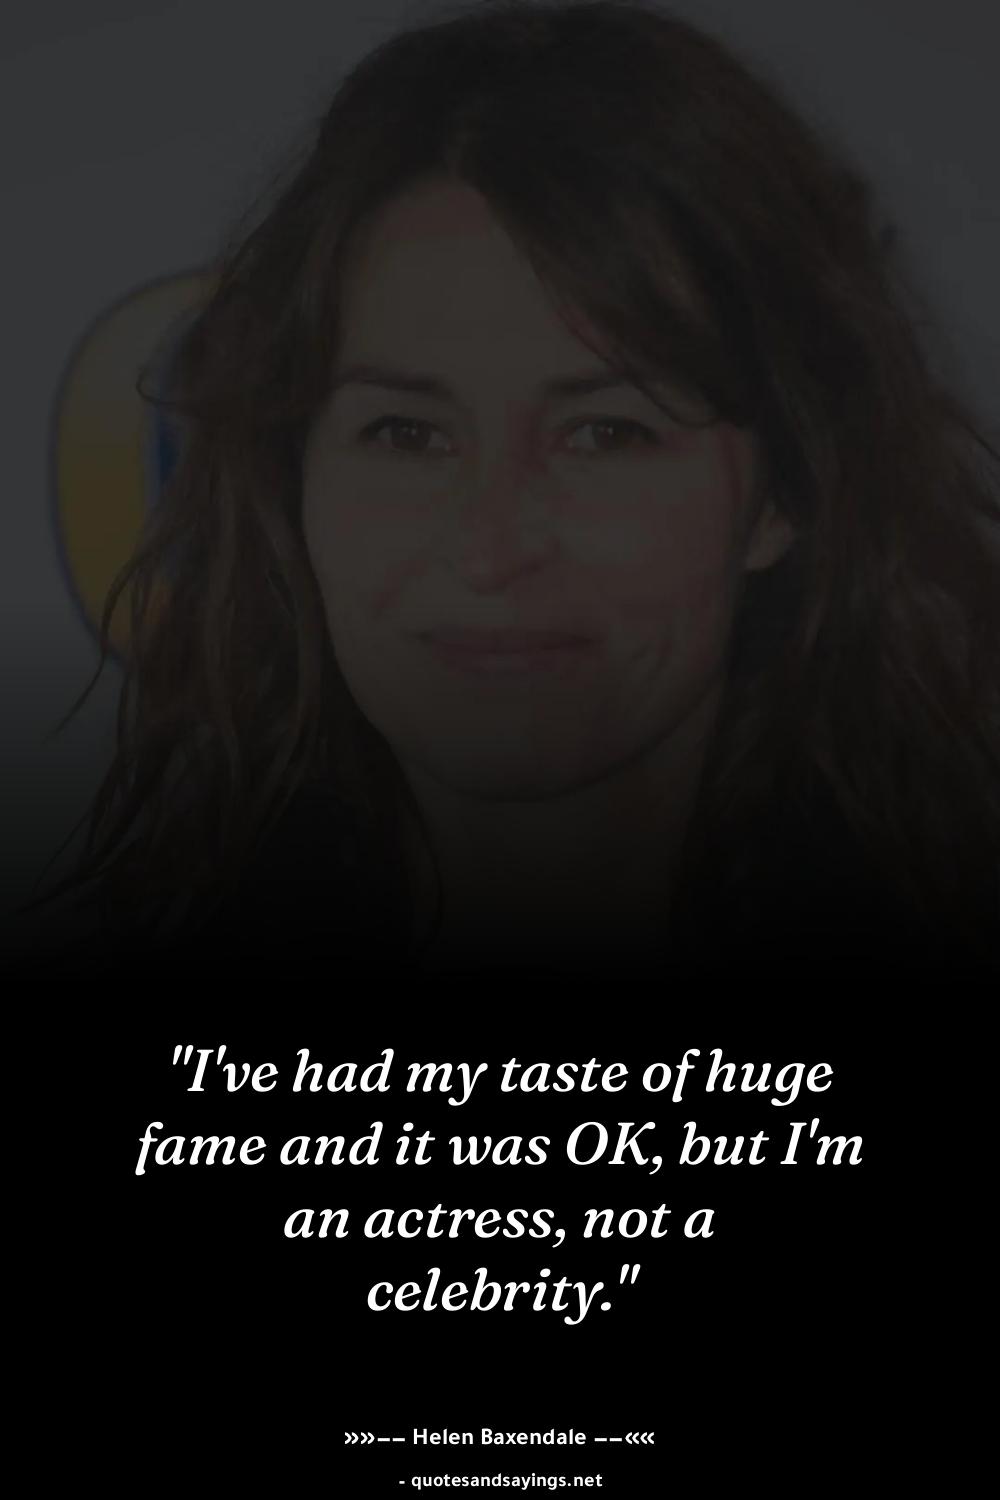 "I've had my taste of huge
fame and it was OK, but I'm
an actress, not a
celebrity."
»»–– Helen Baxendale ––««
- quotesandsayings.net